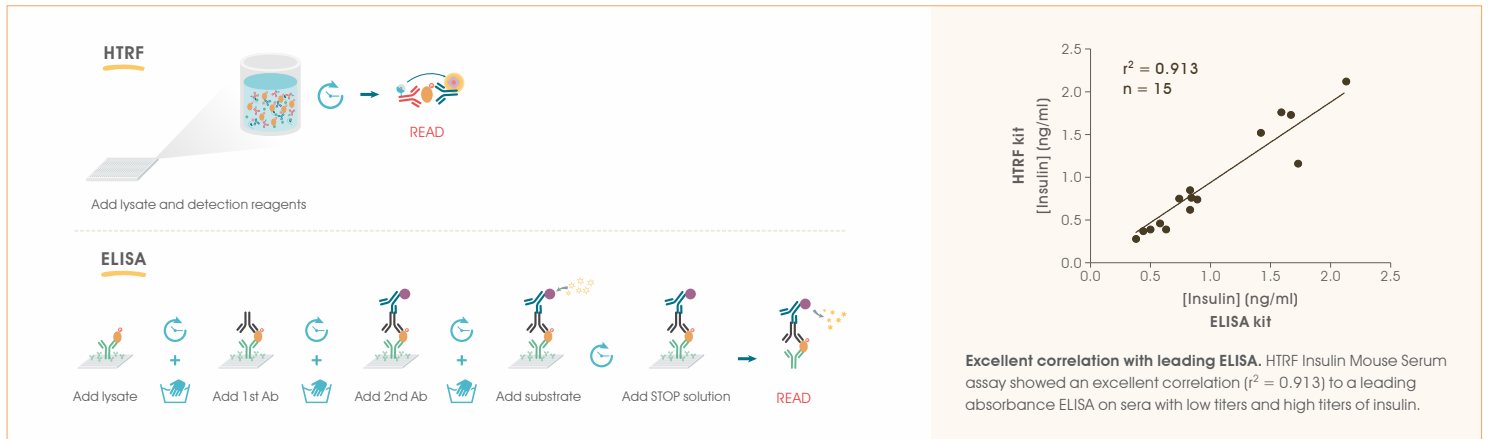 HTRF
READ
Add lysate and detection reagents
ELISA
+
+
+
Add lysate
Add 1st Ab
Add 2nd Ab
Add substrate
Add STOP solution
READ
r² = 0.913
n = 15
2.5
2.0
1.5
1.0
0.5
0.0
HTRF kit
[Insulin] (ng/ml)
0.0
0.5
1.0
1.5
2.0
2.5
[Insulin] (ng/ml)
ELISA kit
Excellent correlation with leading ELISA. HTRF Insulin Mouse Serum
assay showed an excellent correlation (r² = 0.913) to a leading
absorbance ELISA on sera with low titers and high titers of insulin.